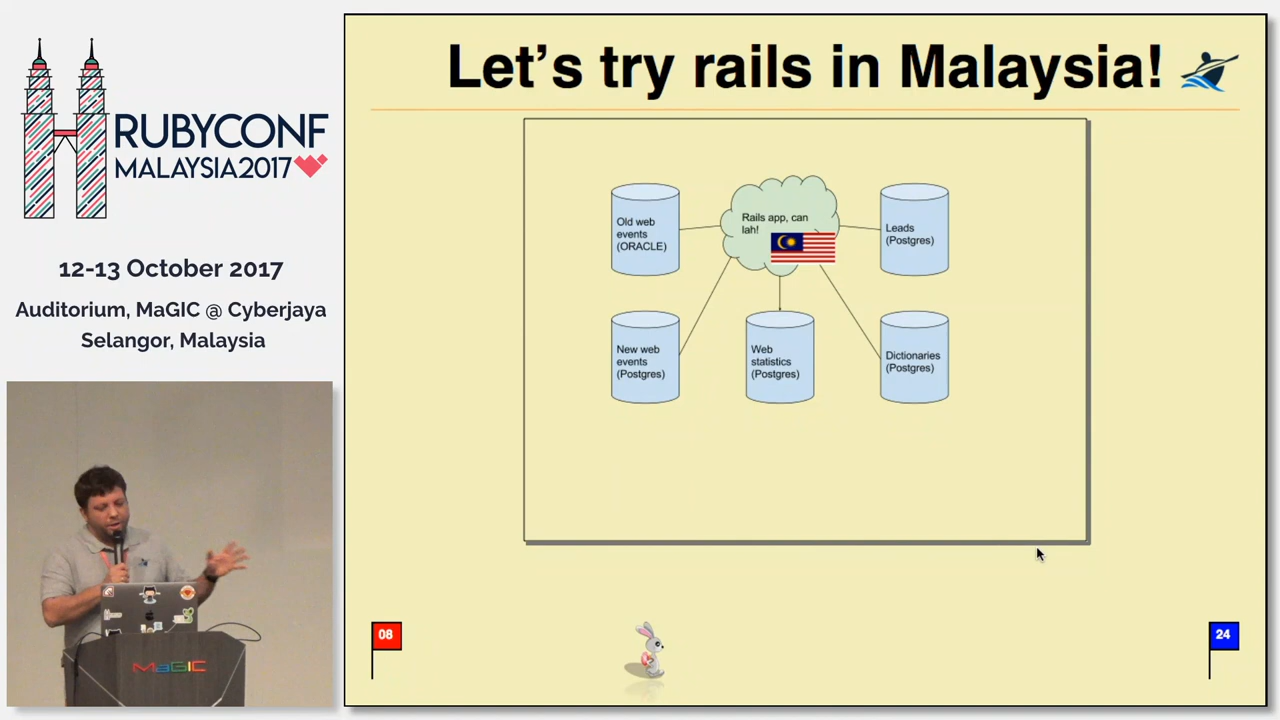 RUBYCONF
MALAYSIA2017
12-13 October 2017
Auditorium, MaGIC @ Cyberjaya
Selangor, Malaysia
MaGIC
Let's try rails in Malaysia!
Old web
events
(ORACLE)
Rails app, can
lah!
Leads
(Postgres)
New web
events
(Postgres)
Web
statistics
(Postgres)
Dictionaries
(Postgres)
08
24